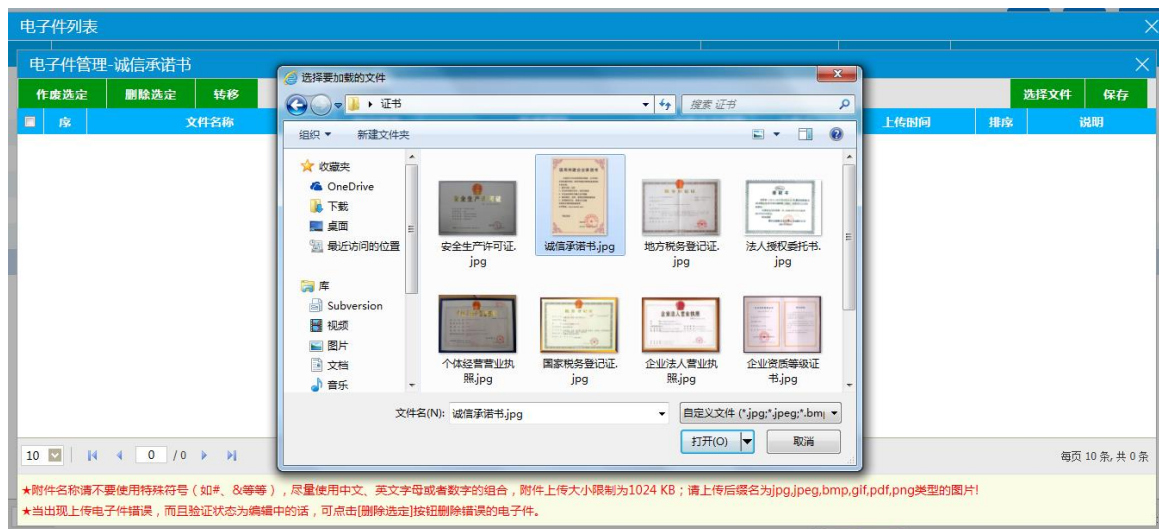 电子件列表
电子件管理-诚信承诺书
作废选定 删除选定 转移 选择文件 保存
序 文件名称 上传时间 排序 说明
选择要加载的文件
证书 搜索 证书
组织 新建文件夹
收藏夹
OneDrive
下载
桌面
最近访问的位置
库
Subversion
视频
图片
文档
音乐
安全生产许可证.jpg
诚信承诺书.jpg
地方税务登记证.jpg
法人授权委托书.jpg
个体经营营业执照.jpg
国家税务登记证.jpg
企业法人营业执照.jpg
企业资质等级证书.jpg
文件名(N): 诚信承诺书.jpg 自定义文件 (*.jpg;*.jpeg;*.bm
打开(O) 取消
10 0 / 0 每页 10 条, 共 0 条
★附件名称请不要使用特殊符号（如#、&等等），尽量使用中文、英文字母或者数字的组合，附件上传大小限制为1024 KB；请上传后缀名为jpg,jpeg,bmp,gif,pdf,png类型的图片!
★当出现上传电子件错误，而且验证状态为编辑中的话，可点击[删除选定]按钮删除错误的电子件。